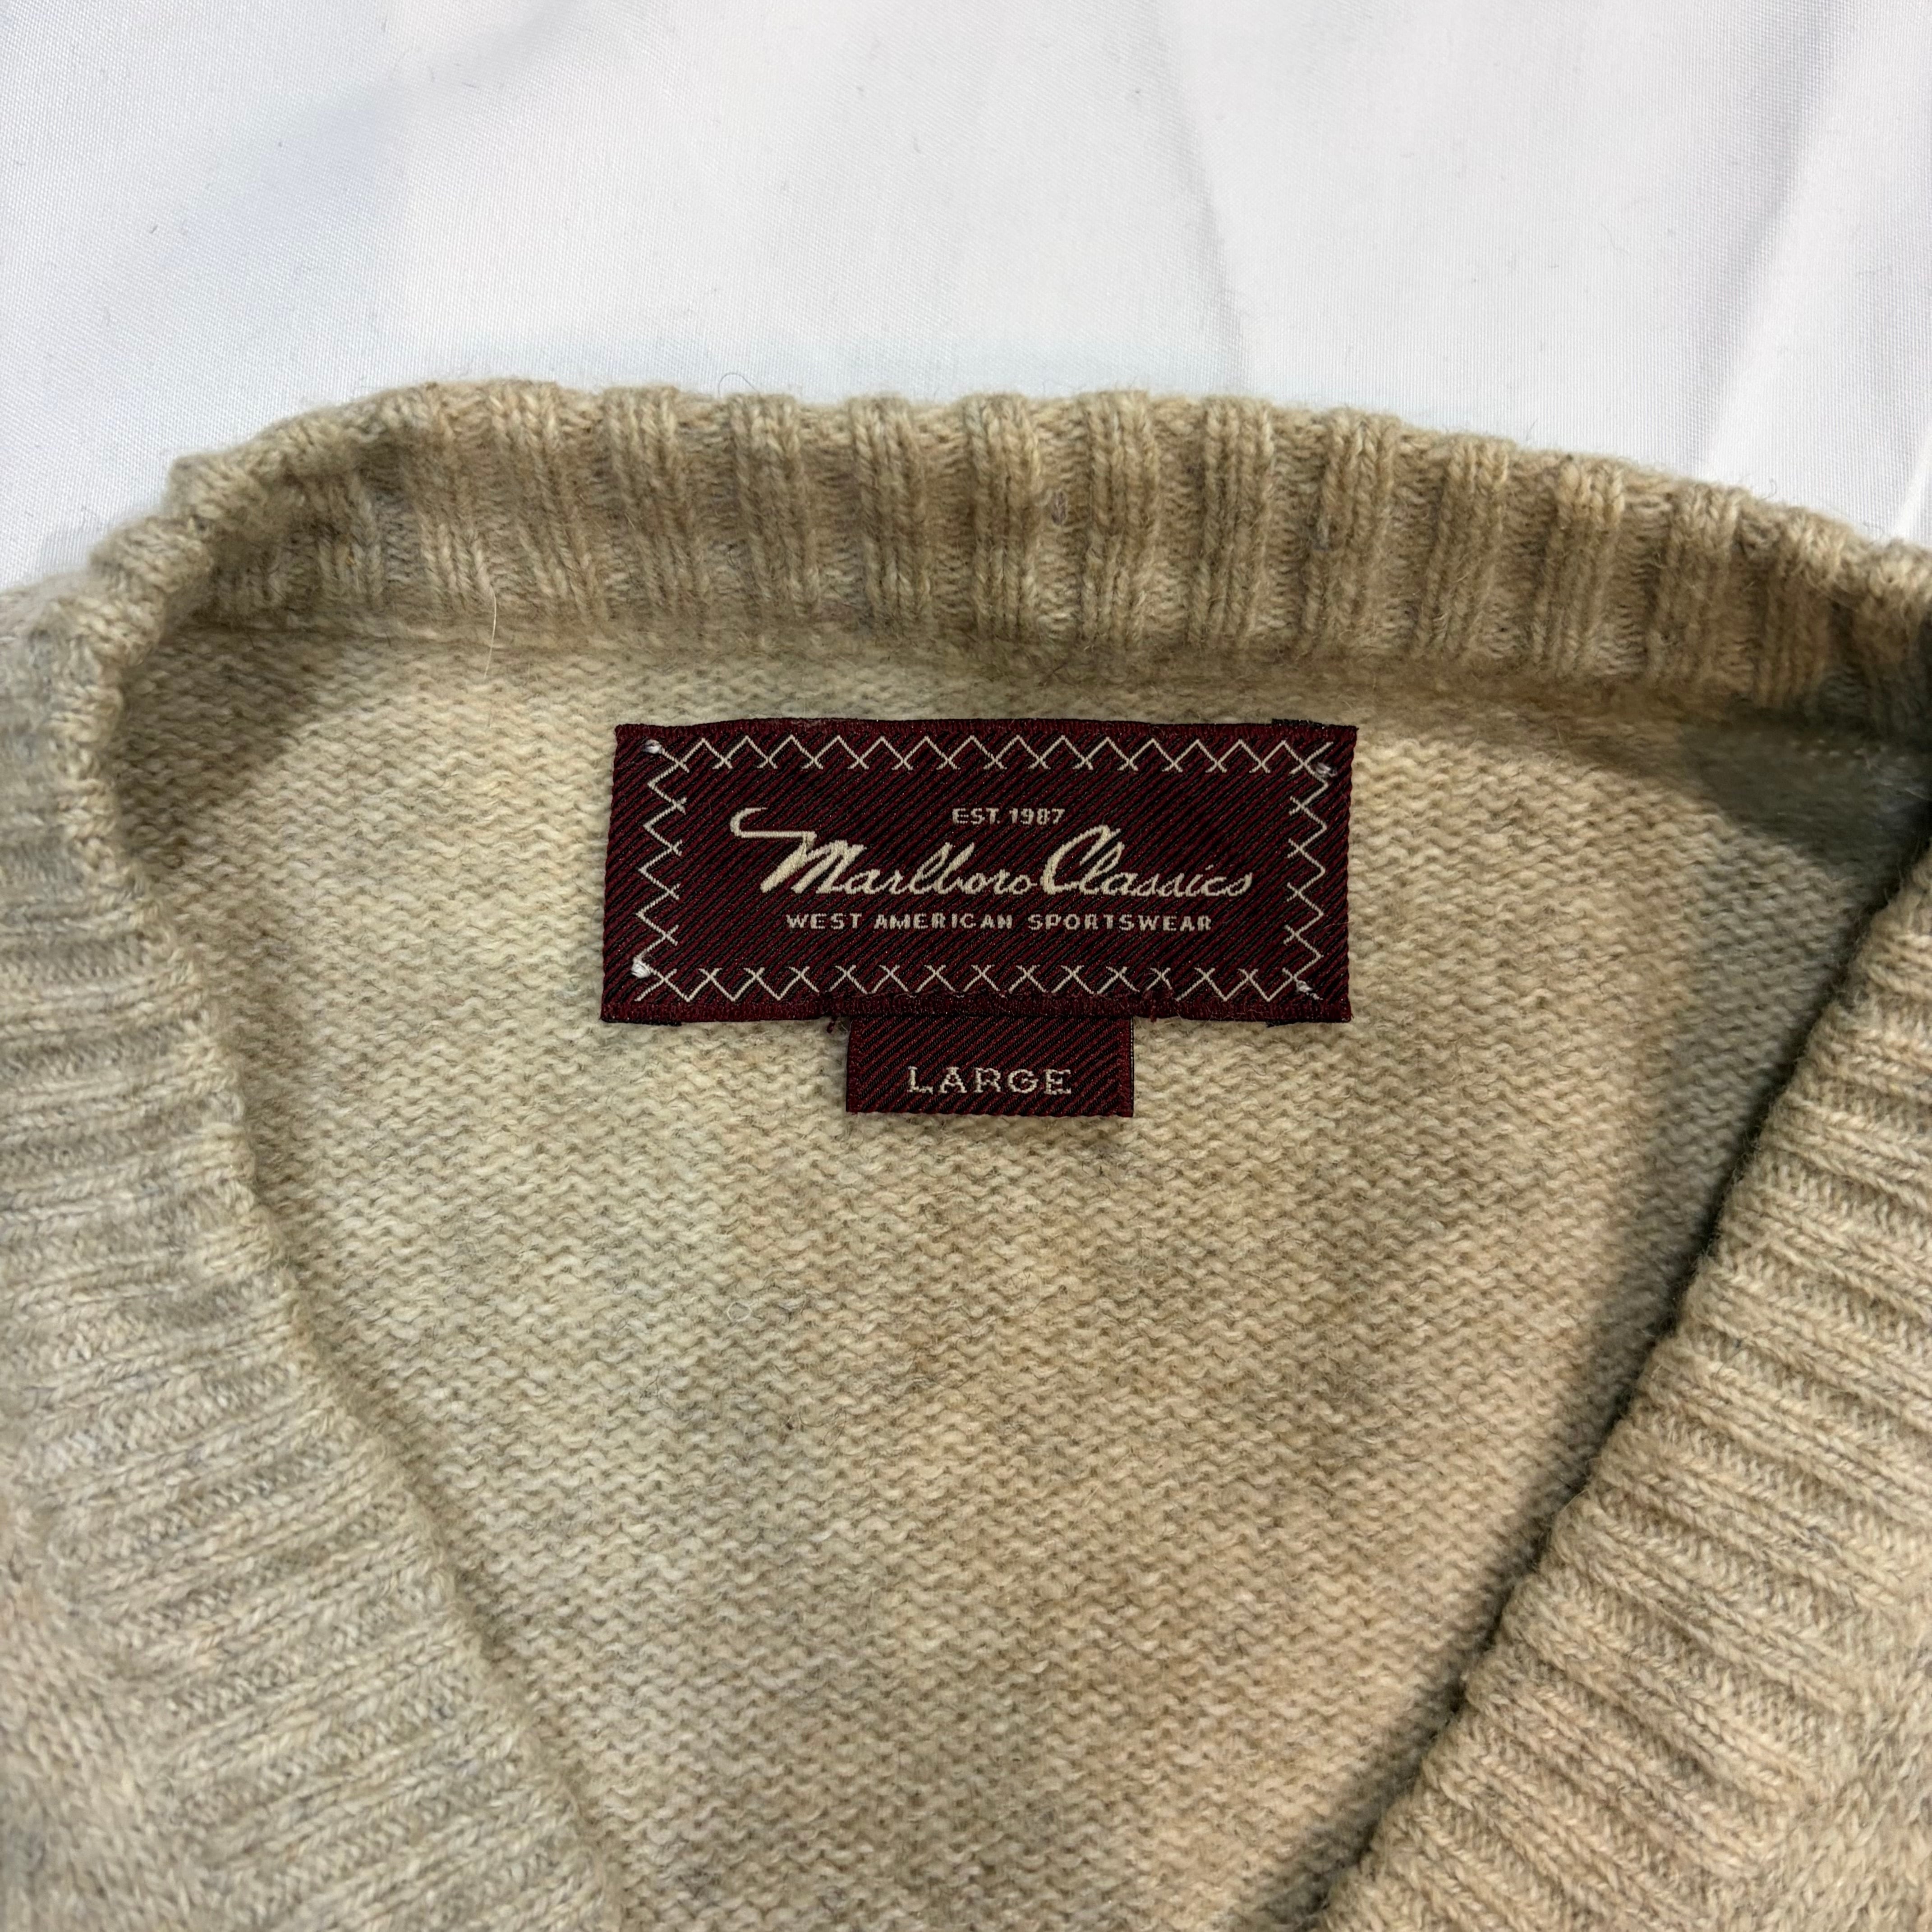 EST. 1987
Marlboro Classics
WEST AMERICAN SPORTSWEAR
LARGE